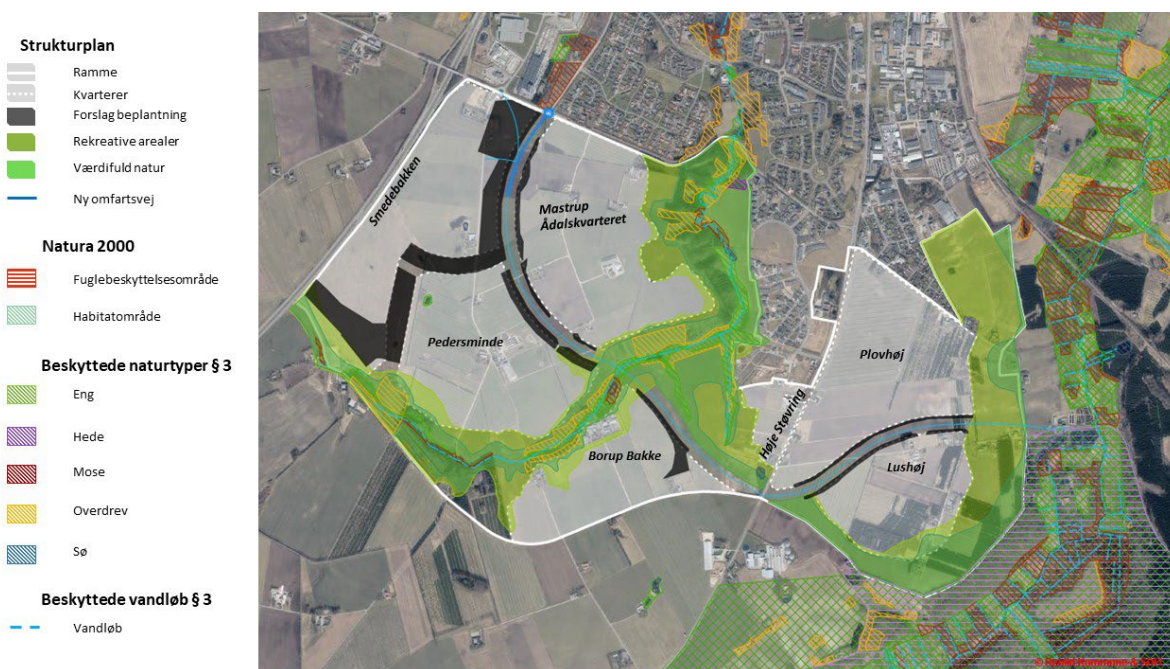 Strukturplan
Ramme
Kvarterer
Forslag beplantning
Rekreative arealer
Værdifuld natur
Ny omfartsvej
Natura 2000
Fuglebeskyttelsesområde
Habitatområde
Beskyttede naturtyper § 3
Eng
Hede
Mose
Overdrev
Sø
Beskyttede vandløb § 3
Vandløb
Smedebakken
Mastrup
Ådalskvarteret
Pedersminde
Borup Bakke
Høje Støvring
Plovhøj
Lushøj